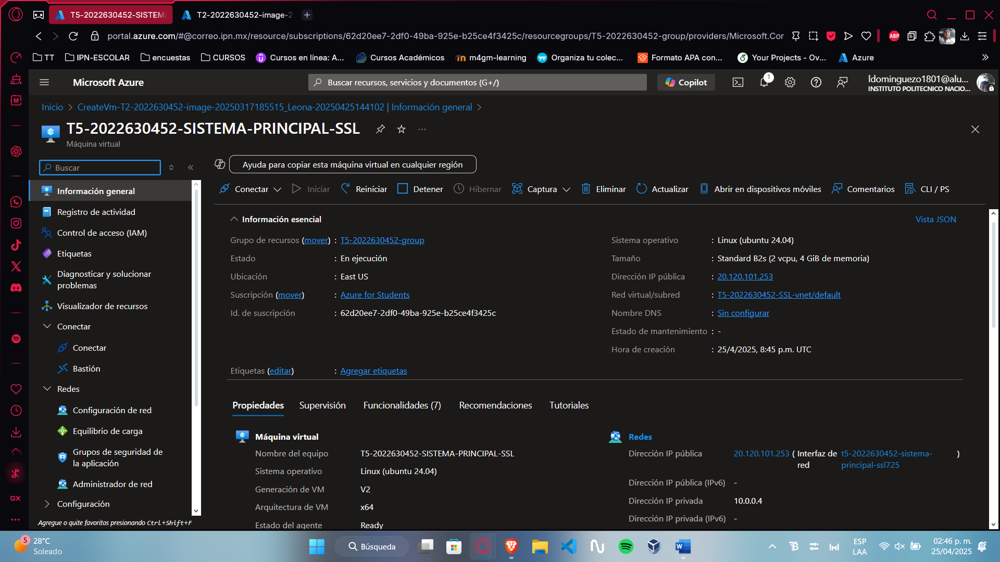 T5-2022630452-SISTEM
T2-2022630452-image-2
portal.azure.com/#@correo.ipn.mx/resource/subscriptions/62d20ee7-2df0-49ba-925e-b25ce4f3425c/resourcegroups/T5-2022630452-group/providers/Microsoft.Cor
ABP
TT
IPN-ESCOLAR
encuestas
CURSOS
Cursos en línea: A...
Cursos Académicos
m4gm-learning
Organiza tu colec...
Formato APA con...
Your Projects - Ov...
Azure
Microsoft Azure
Buscar recursos, servicios y documentos (G+/)
Copilot
1
ldominguezo1801@alu...
INSTITUTO POLITECNICO NACIO...
Inicio > CreateVm-T2-2022630452-image-20250317185515_Leona-20250425144102 | Información general >
T5-2022630452-SISTEMA-PRINCIPAL-SSL
Máquina virtual
Buscar
Ayuda para copiar esta máquina virtual en cualquier región
Conectar
Iniciar
Reiniciar
Detener
Hibernar
Captura
Eliminar
Actualizar
Abrir en dispositivos móviles
Comentarios
CLI / PS
Información general
Registro de actividad
Control de acceso (IAM)
Etiquetas
Diagnosticar y solucionar
problemas
Visualizador de recursos
Conectar
Conectar
Bastión
Redes
Configuración de red
Equilibrio de carga
Grupos de seguridad de
la aplicación
Administrador de red
Configuración
Agregue o quite favoritos presionando Ctrl+Shift+F
Información esencial
Vista JSON
Grupo de recursos (mover) : T5-2022630452-group
Estado : En ejecución
Ubicación : East US
Suscripción (mover) : Azure for Students
Id. de suscripción : 62d20ee7-2df0-49ba-925e-b25ce4f3425c
Sistema operativo : Linux (ubuntu 24.04)
Tamaño : Standard B2s (2 vcpu, 4 GiB de memoria)
Dirección IP pública : 20.120.101.253
Red virtual/subred : T5-2022630452-SSL-vnet/default
Nombre DNS : Sin configurar
Estado de mantenimiento : -
Hora de creación : 25/4/2025, 8:45 p.m. UTC
Etiquetas (editar) : Agregar etiquetas
Propiedades
Supervisión
Funcionalidades (7)
Recomendaciones
Tutoriales
Máquina virtual
Nombre del equipo T5-2022630452-SISTEMA-PRINCIPAL-SSL
Sistema operativo Linux (ubuntu 24.04)
Generación de VM V2
Arquitectura de VM x64
Estado del agente Ready
Redes
Dirección IP pública 20.120.101.253 ( Interfaz de red t5-2022630452-sistema-principal-ssl725 )
Dirección IP pública (IPv6) -
Dirección IP privada 10.0.0.4
Dirección IP privada (IPv6) -
M
GX
5
28°C
Soleado
Búsqueda
ESP
LAA
02:46 p. m.
25/04/2025